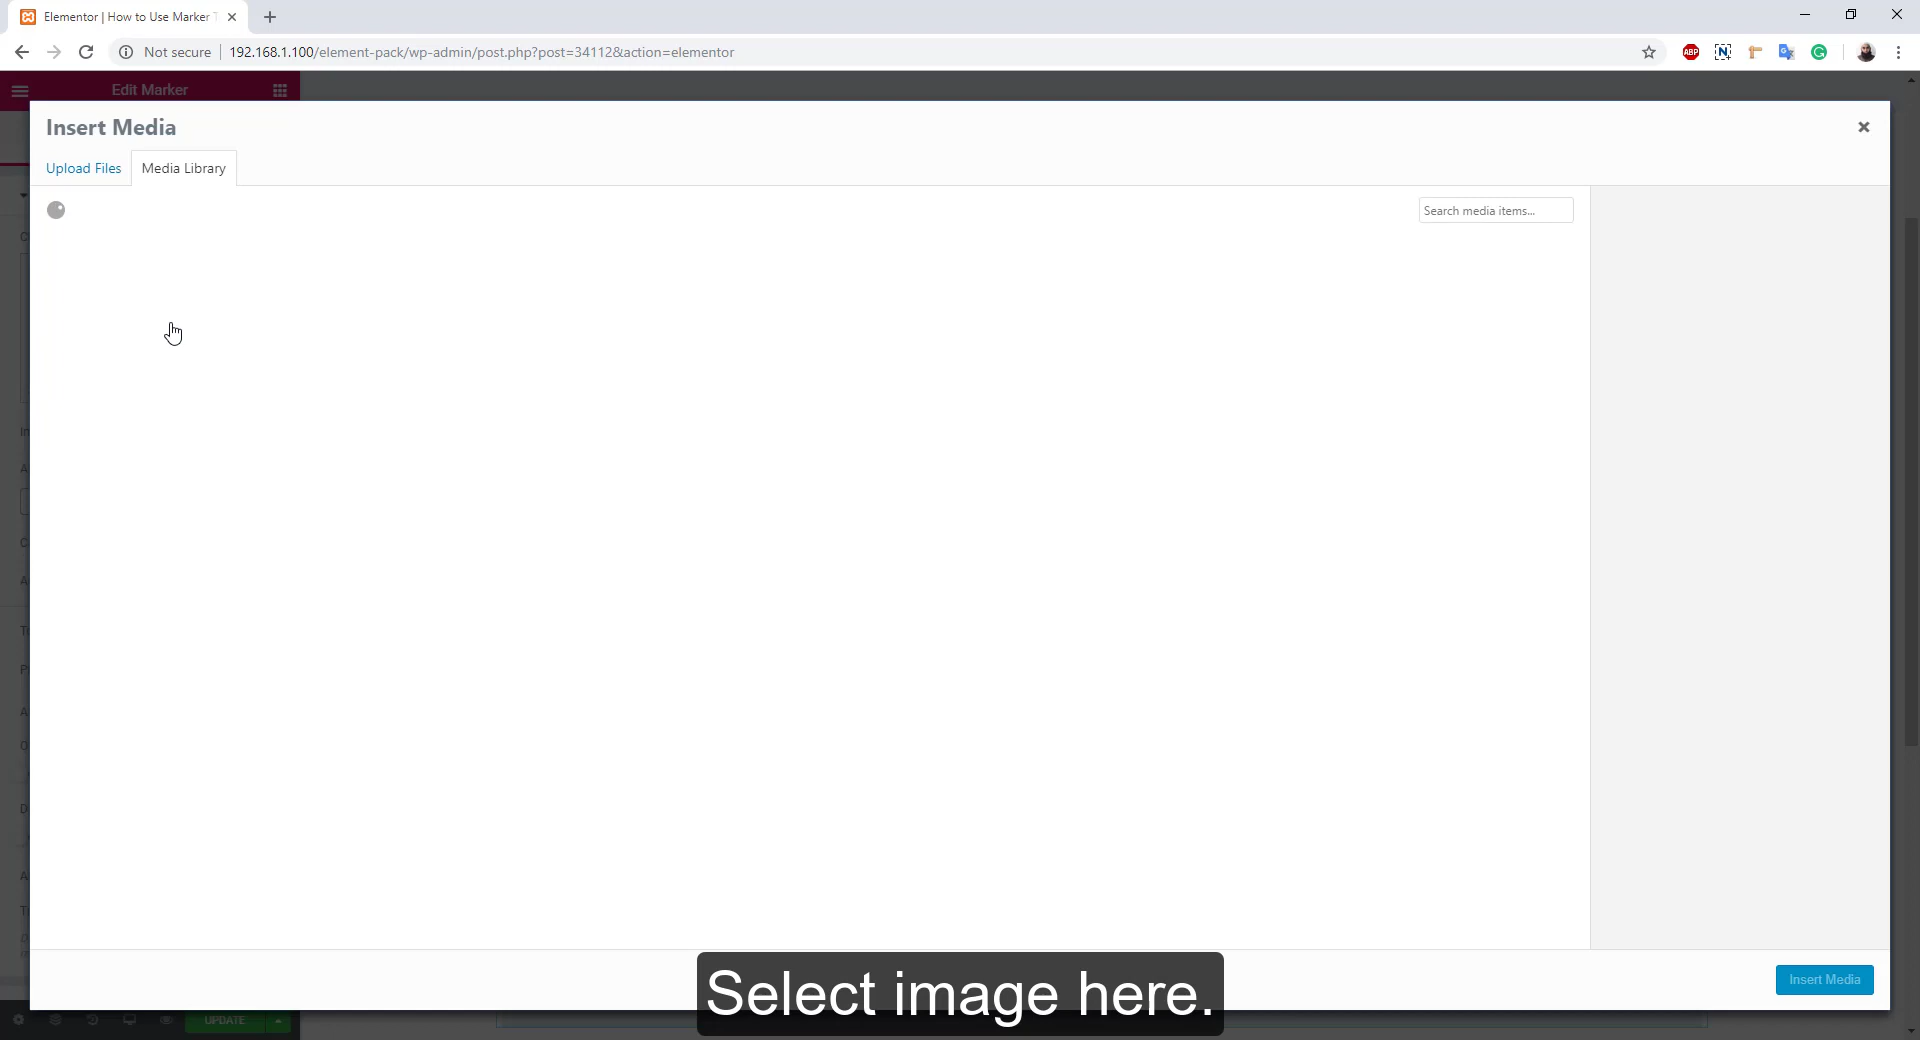 Elementor | How to Use Marker
Not secure
192.168.1.100/element-pack/wp-admin/post.php?post=34112&action=elementor
ABP
Edit Marker
Insert Media
Upload Files
Media Library
Search media items...
Insert Media
UPDATE
Select image here.